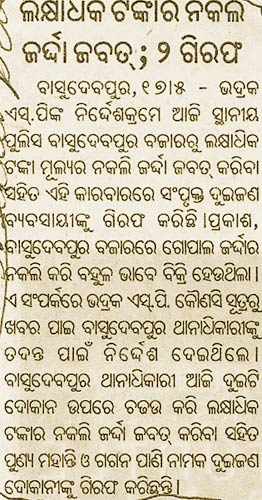 ଲକ୍ଷାଧିକ ଟଙ୍କାର ନକଲି
ଜର୍ଦ୍ଦା ଜବତ୍ ; ୨ ଗିରଫ
ବାସୁଦେବପୁର, ୧୭।୫ - ଭଦ୍ରକ
ଏସ୍.ପିଙ୍କ ନିର୍ଦ୍ଦେଶକ୍ରମେ ଆଜି ସ୍ଥାନୀୟ
ପୁଲିସ ବାସୁଦେବପୁର ବଜାରରୁ ଲକ୍ଷାଧିକ
ଟଙ୍କା ମୂଲ୍ୟର ନକଲି ଜର୍ଦ୍ଦା ଜବତ୍ କରିବା
ସହିତ ଏହି କାରବାରରେ ସଂପୃକ୍ତ ଦୁଇଜଣ
ବ୍ୟବସାୟୀଙ୍କୁ ଗିରଫ କରିଛି ।ପ୍ରକାଶ,
ବାସୁଦେବପୁର ବଜାରରେ ଗୋପାଲ ଜର୍ଦ୍ଦାର
ନକଲି କରି ବହୁଳ ଭାବେ ବିକ୍ରି ହେଉଥିଲା ।
ଏ ସଂପର୍କରେ ଭଦ୍ରକ ଏସ୍.ପି. କୌଣସି ସୂତ୍ରରୁ
ଖବର ପାଇ ବାସୁଦେବପୁର ଥାନାଧିକାରୀଙ୍କୁ
ତଦନ୍ତ ପାଇଁ ନିର୍ଦ୍ଦେଶ ଦେଇଥିଲେ ।
ବାସୁଦେବପୁର ଥାନାଧିକାରୀ ଆଜି ଦୁଇଟି
ଦୋକାନ ଉପରେ ଚଢଉ କରି ଲକ୍ଷାଧିକ
ଟଙ୍କାର ନକଲି ଜର୍ଦ୍ଦା ଜବତ୍ କରିବା ସହିତ
ପୁଣ୍ୟ ମହାନ୍ତି ଓ ଗଗନ ପାଣି ନାମକ ଦୁଇଜଣ
ଦୋକାନୀଙ୍କୁ ଗିରଫ କରିଛନ୍ତି ।